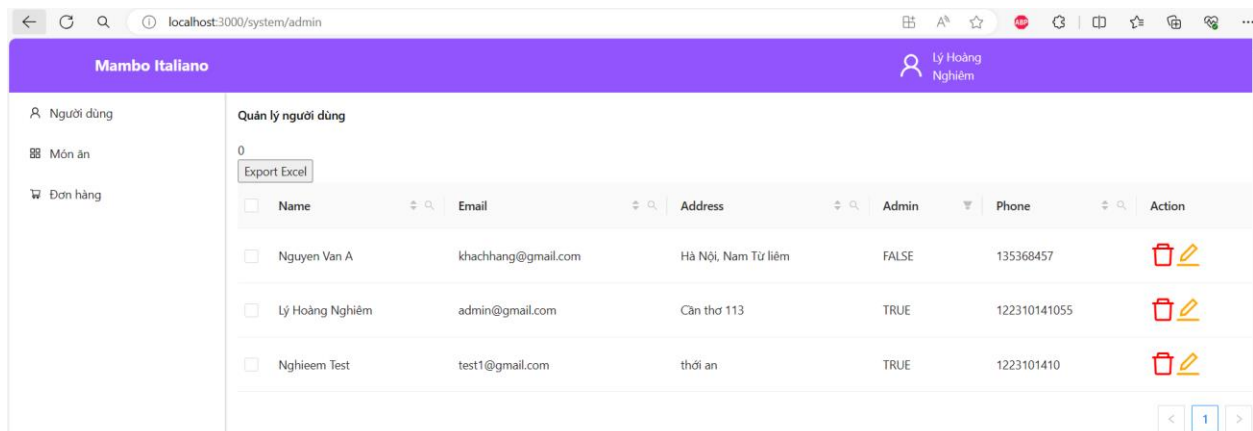 localhost:3000/system/admin
ABP
Mambo Italiano
Lý Hoàng
Nghiêm
Người dùng
Món ăn
Đơn hàng
Quản lý người dùng
0
Export Excel
Name Email Address Admin Phone Action
Nguyen Van A khachhang@gmail.com Hà Nội, Nam Từ liêm FALSE 135368457
Lý Hoàng Nghiêm admin@gmail.com Cần thơ 113 TRUE 122310141055
Nghieem Test test1@gmail.com thới an TRUE 1223101410
1